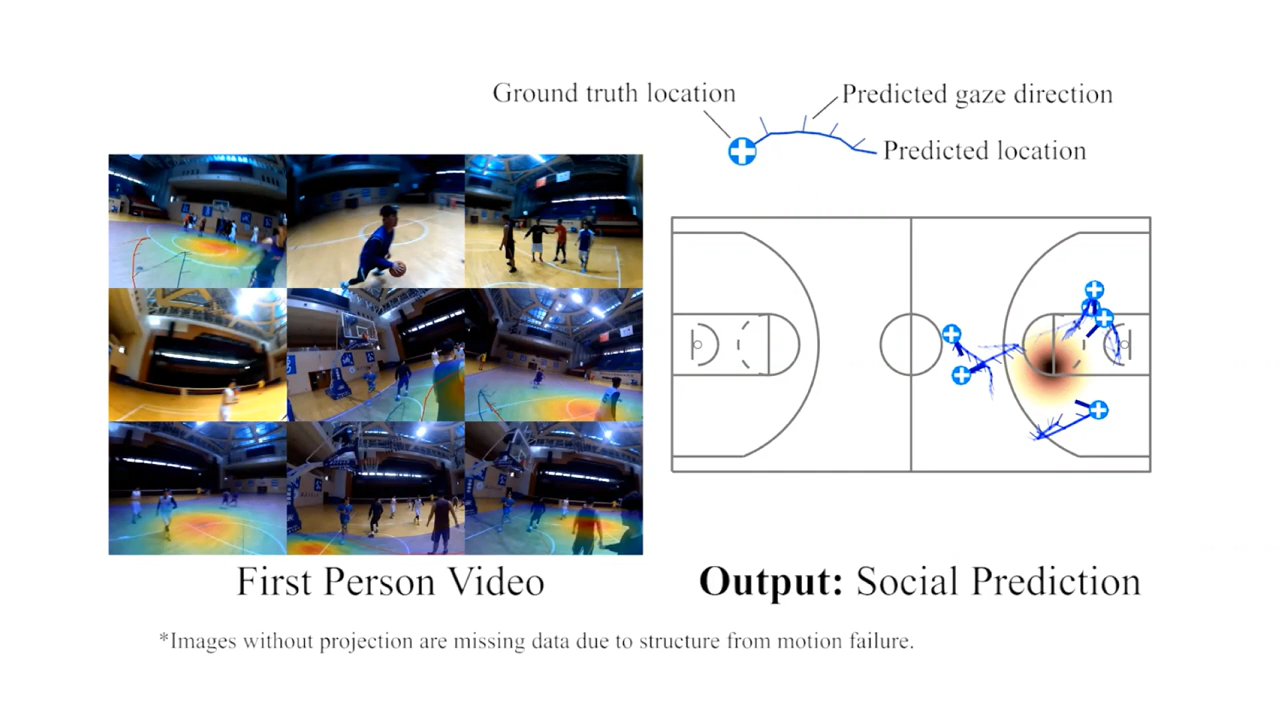 Ground truth location
Predicted gaze direction
Predicted location
First Person Video
Output: Social Prediction
*Images without projection are missing data due to structure from motion failure.